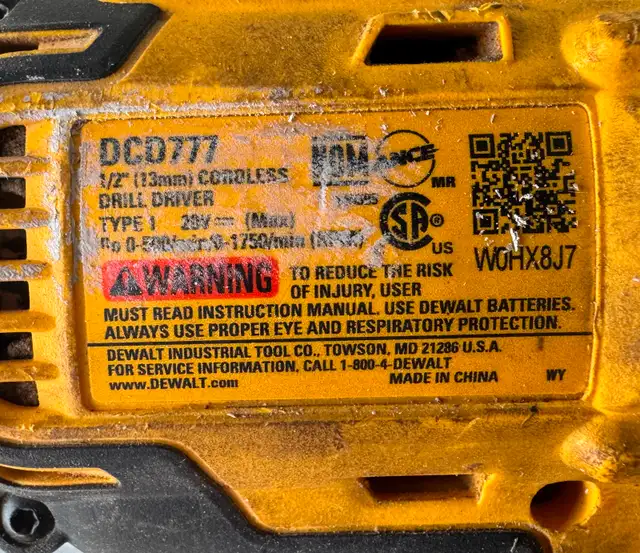 DCD777
1/2" (13mm) CORDLESS
DRILL DRIVER
TYPE 1 20V ⎓ (Max)
NOM
ANCE
MR
SA ®
US
W0HX8J7
WARNING TO REDUCE THE RISK
OF INJURY, USER
MUST READ INSTRUCTION MANUAL. USE DEWALT BATTERIES.
ALWAYS USE PROPER EYE AND RESPIRATORY PROTECTION.
DEWALT INDUSTRIAL TOOL CO., TOWSON, MD 21286 U.S.A.
FOR SERVICE INFORMATION, CALL 1-800-4-DEWALT
www.DEWALT.com MADE IN CHINA WY